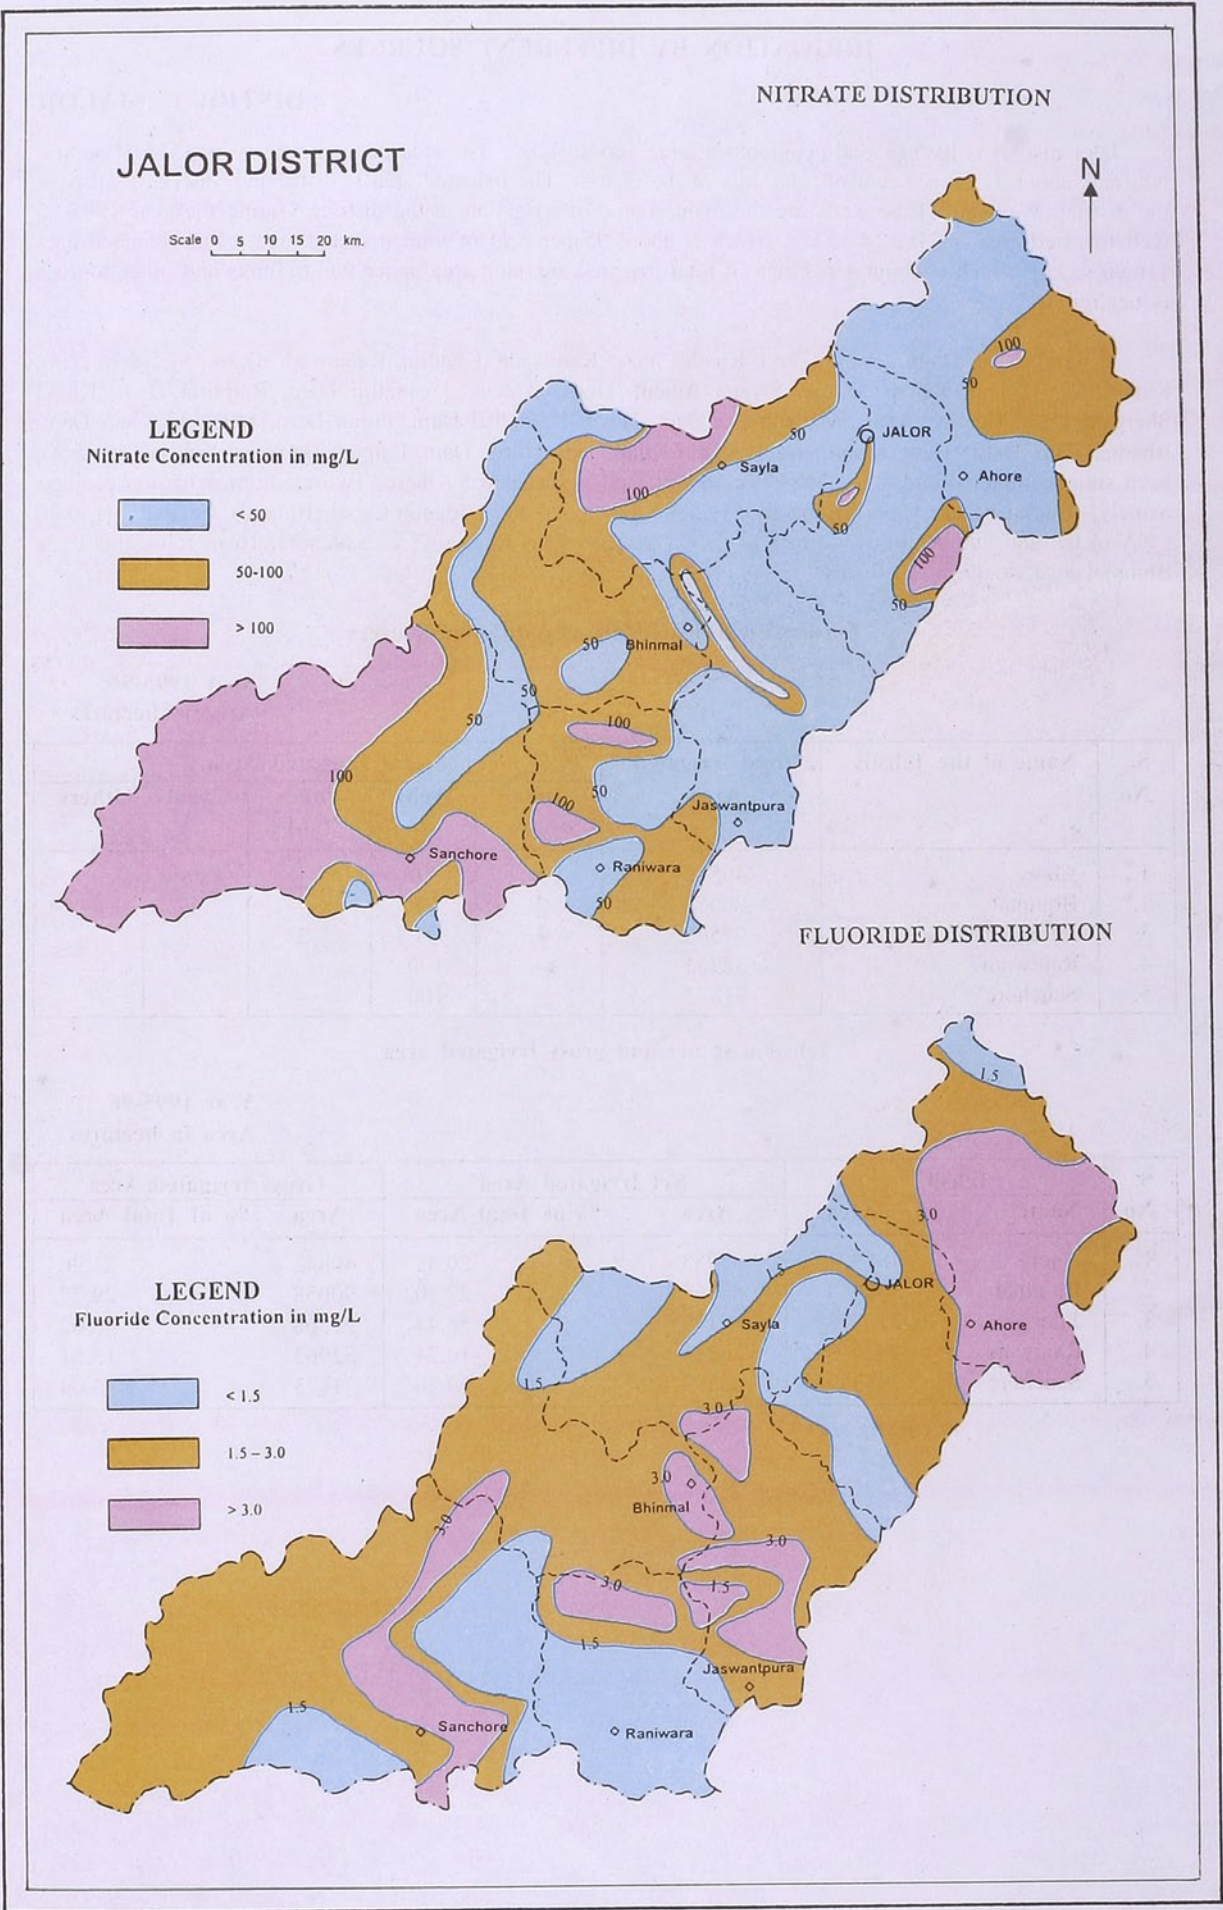 NITRATE DISTRIBUTION
JALOR DISTRICT
N
Scale 0 5 10 15 20 km.
LEGEND
Nitrate Concentration in mg/L
< 50
50-100
> 100
100
50
50
JALOR
Sayla
Ahore
100
50
100
50
50
Bhinmal
50
50
100
100
50
100
Jaswantpura
Sanchore
Raniwara
50
FLUORIDE DISTRIBUTION
1.5
3.0
LEGEND
Fluoride Concentration in mg/L
< 1.5
1.5 – 3.0
> 3.0
1.5
JALOR
Sayla
Ahore
1.5
3.0
3.0
Bhinmal
3.0
3.0
3.0
1.5
1.5
Jaswantpura
1.5
Sanchore
Raniwara